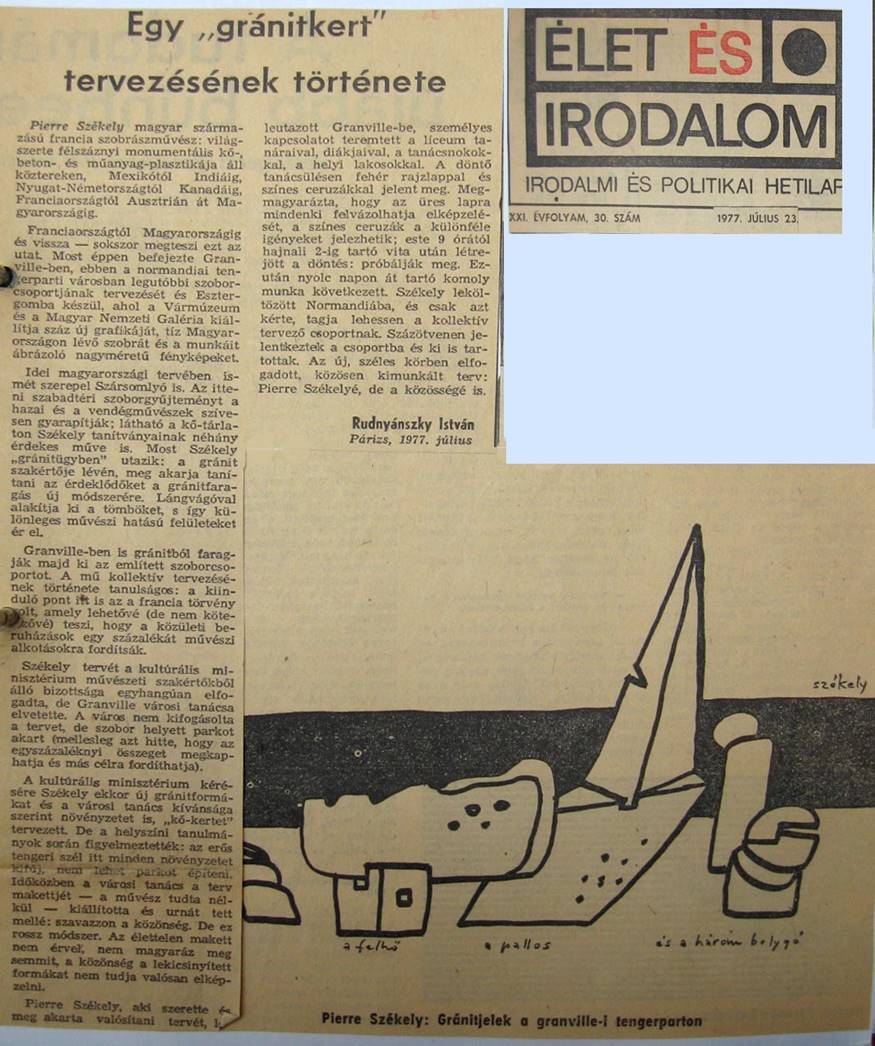 Egy „gránitkert”
tervezésének története
Pierre Székely magyar szárma-
zású francia szobrászművész: világ-
szerte félszáznyi monumentális kő-,
beton- és műanyag-plasztikája áll
köztereken, Mexikótól Indiáig,
Nyugat-Németországtól Kanadáig,
Franciaországtól Ausztrián át Ma-
gyarországig.
Franciaországtól Magyarországig
és vissza — sokszor megteszi ezt az
utat. Most éppen befejezte Gran-
ville-ben, ebben a normandiai ten-
gerparti városban legutóbbi szobor-
csoportjának tervezését és Eszter-
gomba készül, ahol a Vármúzeum
és a Magyar Nemzeti Galéria kiál-
lítja száz új grafikáját, tíz Magyar-
országon lévő szobrát és a munkáit
ábrázoló nagyméretű fényképeket.
Idei magyarországi tervében is-
mét szerepel Szársomlyó is. Az itte-
ni szabadtéri szoborgyűjteményt a
hazai és a vendégművészek szíve-
sen gyarapítják; látható a kő-tárla-
ton Székely tanítványainak néhány
érdekes műve is. Most Székely
„gránitügyben” utazik: a gránit
szakértője lévén, meg akarja taní-
tani az érdeklődőket a gránitfara-
gás új módszerére. Lángvágóval
alakítja ki a tömböket, s így kü-
lönleges művészi hatású felületeket
ér el.
Granville-ben is gránitból farag-
ják majd ki az említett szoborcso-
portot. A mű kollektív tervezésé-
nek története tanulságos: a kiin-
duló pont itt is az a francia törvény
volt, amely lehetővé (de nem köte-
lezővé) teszi, hogy a közületi be-
ruházások egy százalékát művészi
alkotásokra fordítsák.
Székely tervét a kultúrális mi-
nisztérium művészeti szakértőkből
álló bizottsága egyhangúan elfo-
gadta, de Granville városi tanácsa
elvetette. A város nem kifogásolta
a tervet, de szobor helyett parkot
akart (mellesleg azt hitte, hogy az
egyszázaléknyi összeget megkap-
hatja és más célra fordíthatja).
A kultúrális minisztérium kéré-
sére Székely ekkor új gránitformá-
kat és a városi tanács kívánsága
szerint növényzetet is, „kő-kertet”
tervezett. De a helyszíni tanulmá-
nyok során figyelmeztették: az erős
tengeri szél itt minden növényzetet
kifúj, nem lehet parkot építeni.
Időközben a városi tanács a terv
makettjét — a művész tudta nél-
kül — kiállította és urnát tett
mellé: szavazzon a közönség. De ez
rossz módszer. Az élettelen makett
nem érvel, nem magyaráz meg
semmit, a közönség a lekicsinyített
formákat nem tudja valósan elkép-
zelni.
Pierre Székely, aki szerette
meg akarta valósítani tervét,
leutazott Granville-be, személyes
kapcsolatot teremtett a líceum ta-
náraival, diákjaival, a tanácsnokok-
kal, a helyi lakosokkal. A döntő
tanácsülésen fehér rajzlappal és
színes ceruzákkal jelent meg. Meg-
magyarázta, hogy az üres lapra
mindenki felvázolhatja elképzelé-
sét, a színes ceruzák a különféle
igényeket jelezhetik; este 9 órától
hajnali 2-ig tartó vita után létre-
jött a döntés: próbálják meg. Ez-
után nyolc napon át tartó komoly
munka következett. Székely leköl-
tözött Normandiába, és csak azt
kérte, tagja lehessen a kollektív
tervező csoportnak. Százötvenen je-
lentkeztek a csoportba és ki is tar-
tottak. Az új, széles körben elfo-
gadott, közösen kimunkált terv:
Pierre Székelyé, de a közösségé is.
Rudnyánszky István
Párizs, 1977. július
ÉLET ÉS
IRODALOM
IRODALMI ÉS POLITIKAI HETILAP
XXI. ÉVFOLYAM, 30. SZÁM
1977. JÚLIUS 23.
székely
a felhő
a pallos
és a három bolygó
Pierre Székely: Gránitjelek a granville-i tengerparton